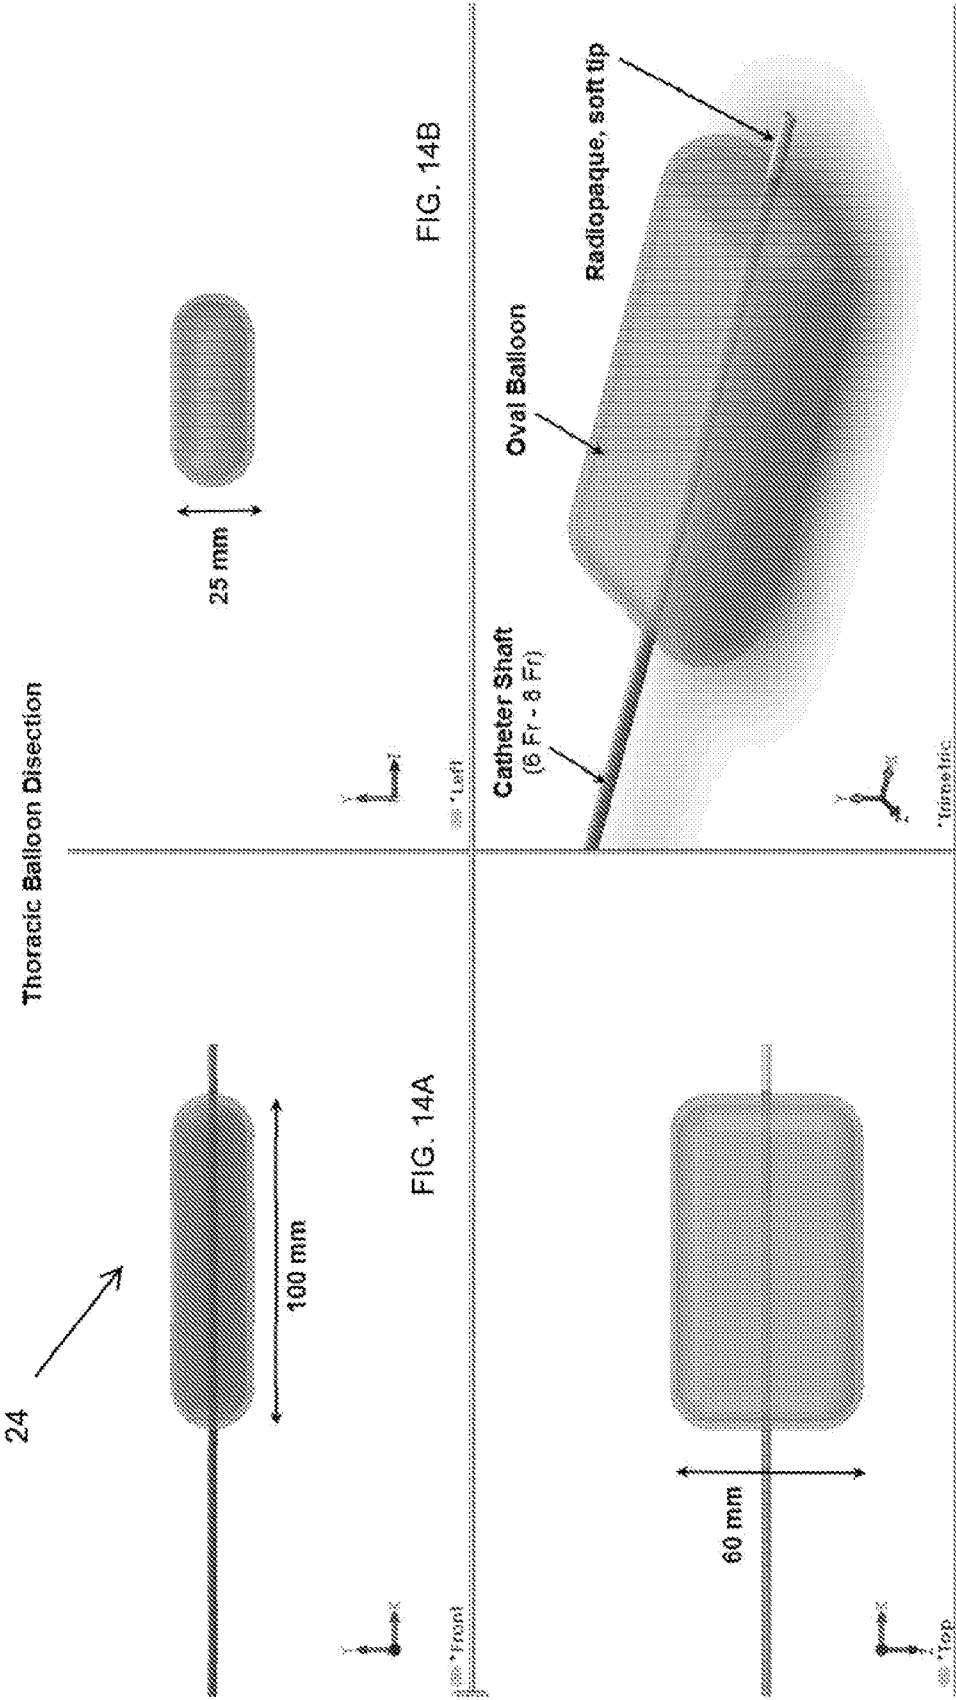 Thoracic Balloon Disection
24
100 mm
FIG. 14A
*Front
25 mm
FIG. 14B
*Left
60 mm
*Top
Catheter Shaft
(6 Fr - 8 Fr)
Oval Balloon
Radiopaque, soft tip
*Trimetric